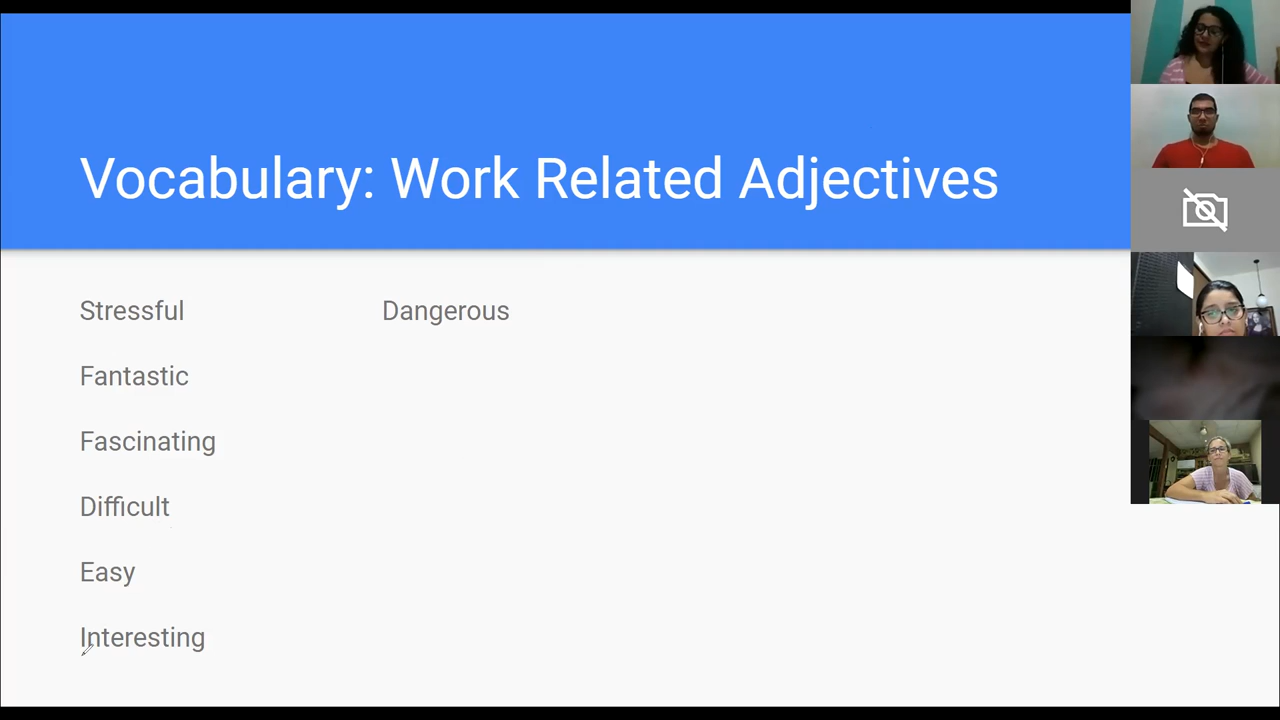 Vocabulary: Work Related Adjectives
Stressful
Fantastic
Fascinating
Difficult
Easy
Interesting
Dangerous